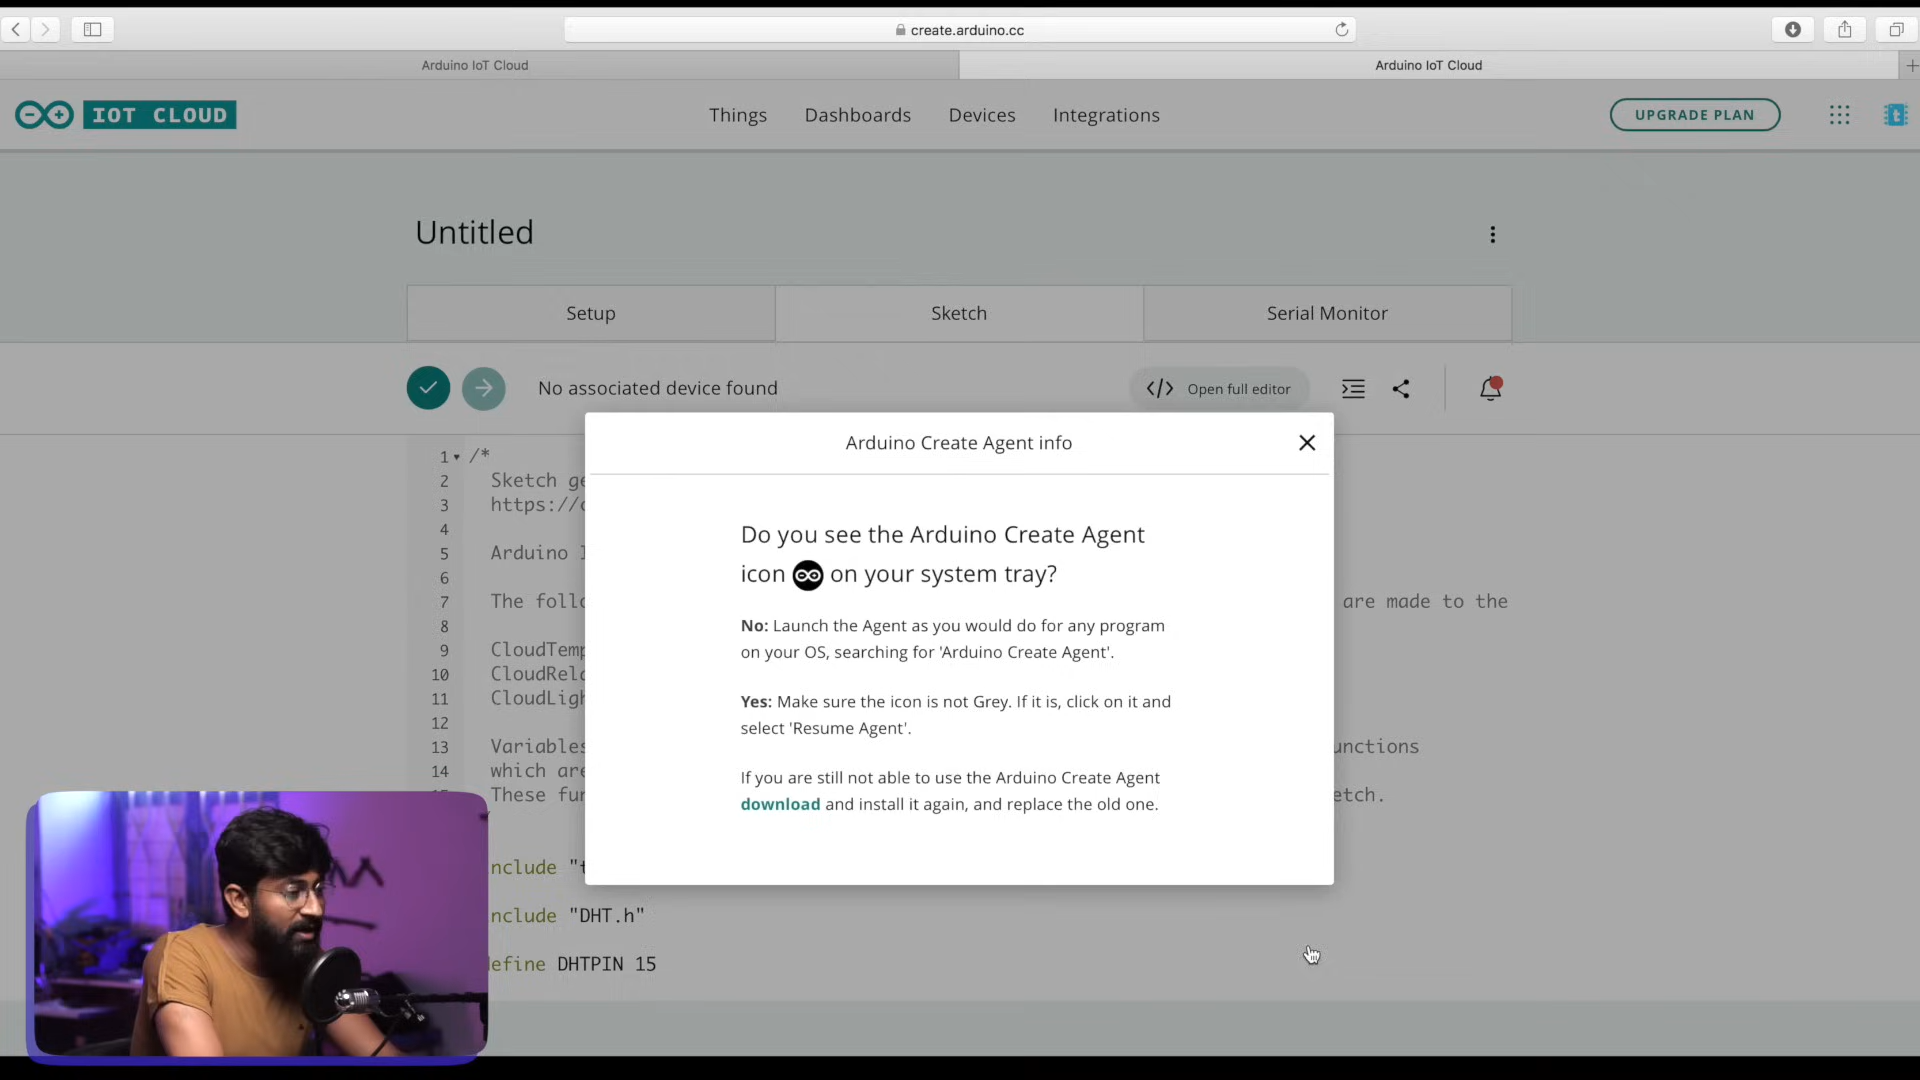 create.arduino.cc
Arduino IoT Cloud
Arduino IoT Cloud
IOT CLOUD
Things
Dashboards
Devices
Integrations
UPGRADE PLAN
Untitled
Setup
Sketch
Serial Monitor
No associated device found
</> Open full editor
Arduino Create Agent info
Do you see the Arduino Create Agent
icon on your system tray?
No: Launch the Agent as you would do for any program
on your OS, searching for 'Arduino Create Agent'.
Yes: Make sure the icon is not Grey. If it is, click on it and
select 'Resume Agent'.
If you are still not able to use the Arduino Create Agent
download and install it again, and replace the old one.
1 /*
2 Sketch ge
3 https://c
4
5 Arduino
6
7 The follo are made to the
8
9 CloudTemp
10 CloudRela
11 CloudLigh
12
13 Variables unctions
14 which are
These fun etch.
nclude "t
nclude "DHT.h"
efine DHTPIN 15